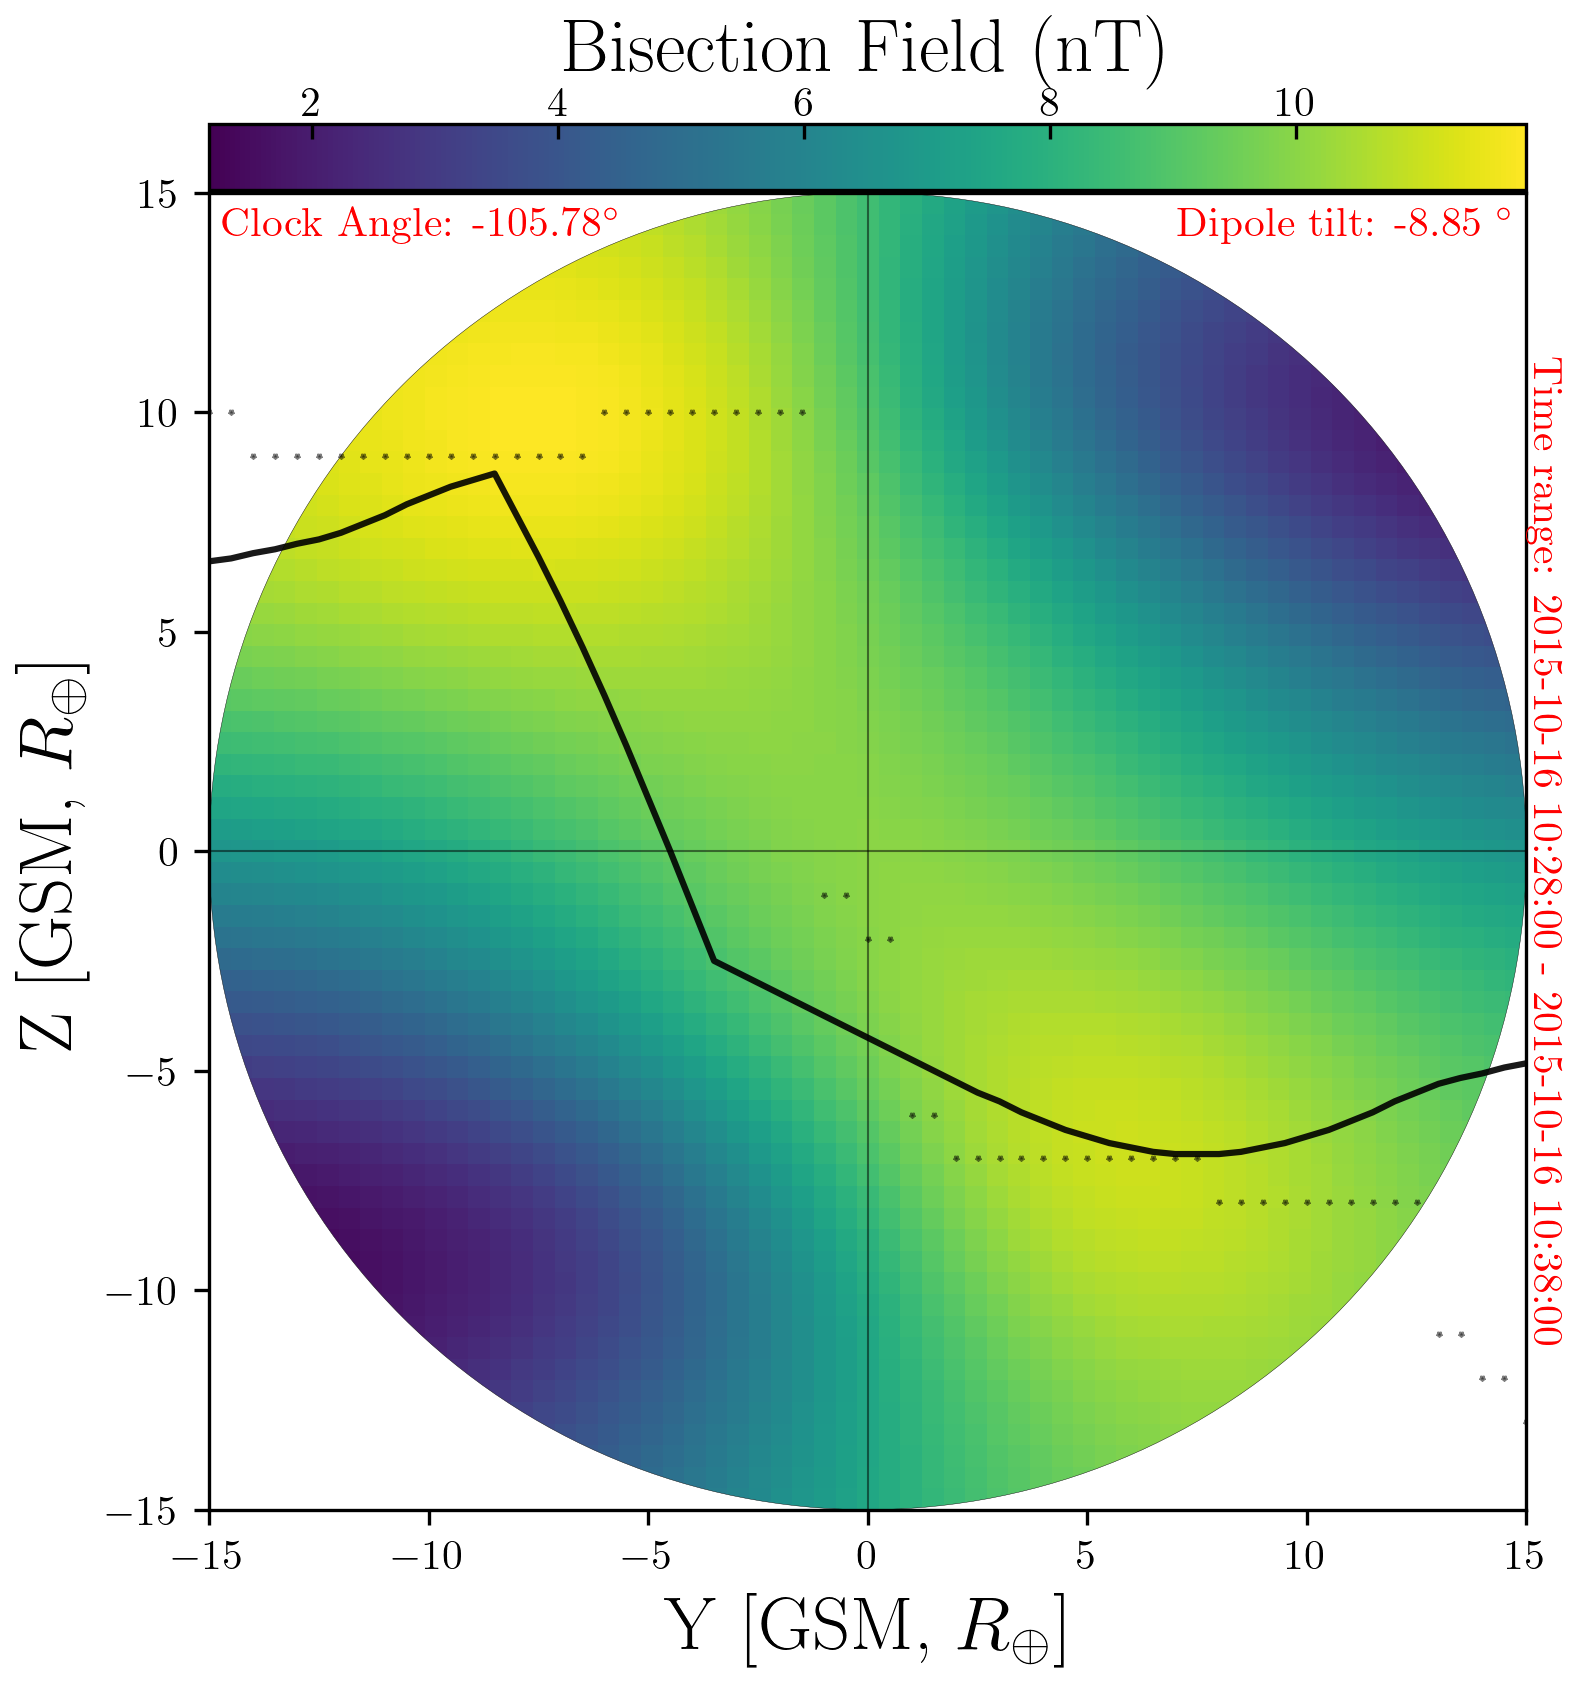 Bisection Field (nT)
2 4 6 8 10
Clock Angle: -105.78°
Dipole tilt: -8.85 °
15
10
5
0
−5
−10
−15
Z [GSM, R⊕]
Time range: 2015-10-16 10:28:00 - 2015-10-16 10:38:00
−15 −10 −5 0 5 10 15
Y [GSM, R⊕]